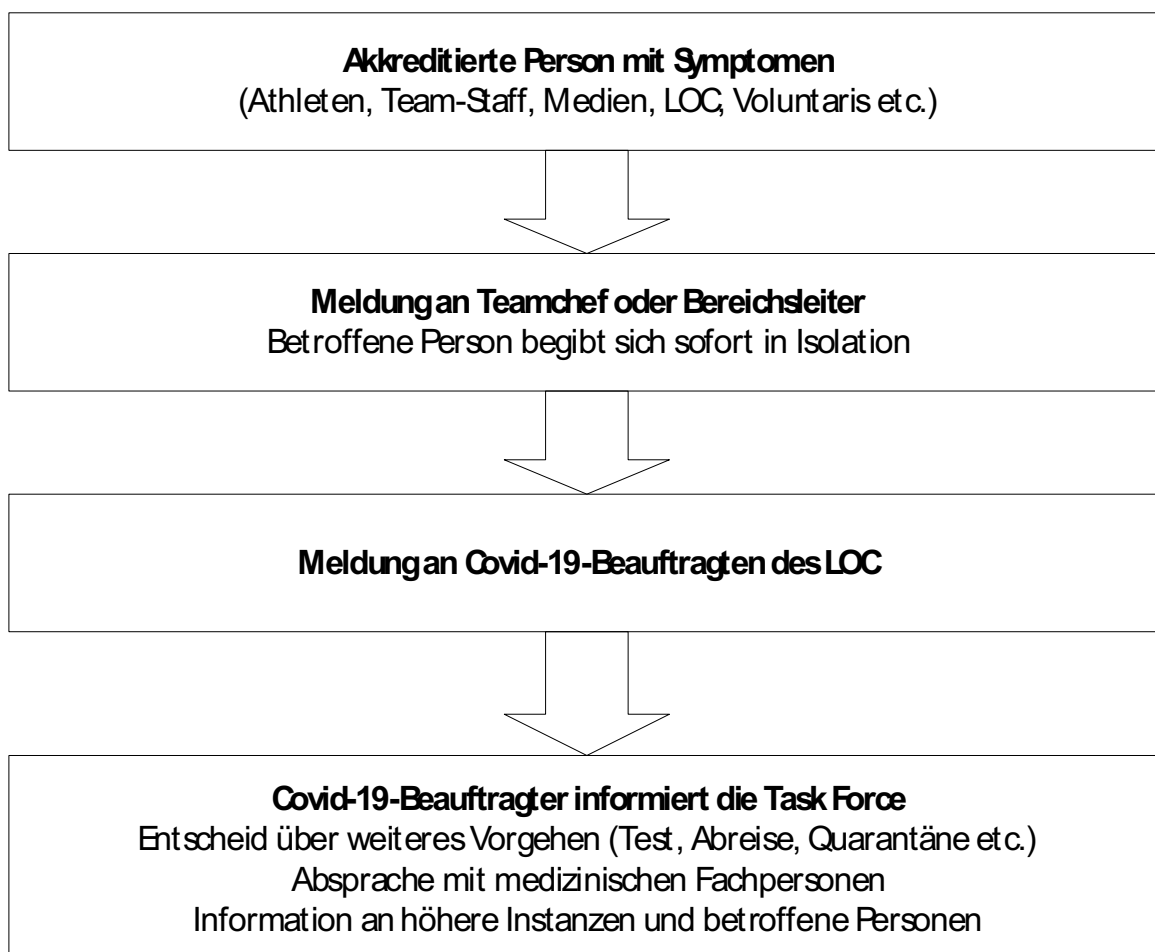 Akkreditierte Person mit Symptomen
(Athleten, Team-Staff, Medien, LOC, Voluntaris etc.)
Meldung an Teamchef oder Bereichsleiter
Betroffene Person begibt sich sofort in Isolation
Meldung an Covid-19-Beauftragten des LOC
Covid-19-Beauftragter informiert die Task Force
Entscheid über weiteres Vorgehen (Test, Abreise, Quarantäne etc.)
Absprache mit medizinischen Fachpersonen
Information an höhere Instanzen und betroffene Personen